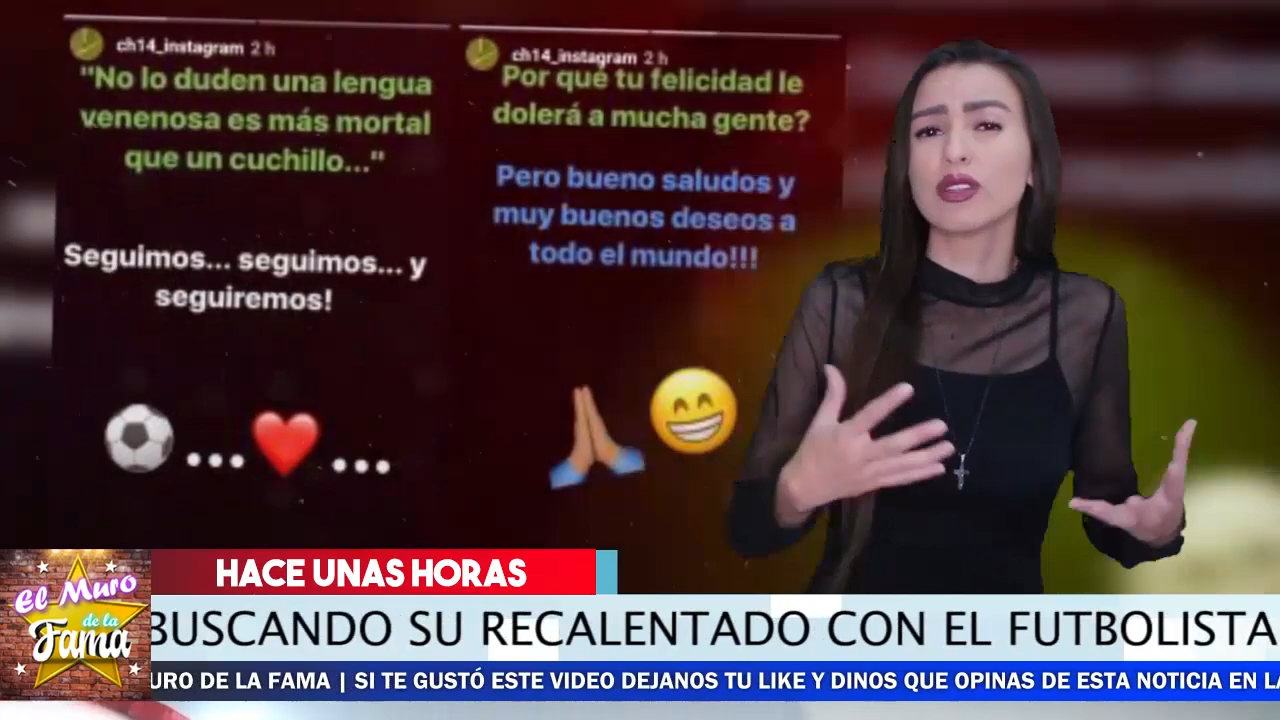 ch14_instagram 2 h
"No lo duden una lengua
venenosa es más mortal
que un cuchillo..."
Seguimos... seguimos... y
seguiremos!
... ...
ch14_instagram 2 h
Por qué tu felicidad le
dolerá a mucha gente?
Pero bueno saludos y
muy buenos deseos a
todo el mundo!!!
HACE UNAS HORAS
El Muro
de la
Fama
BUSCANDO SU RECALENTADO CON EL FUTBOLISTA
URO DE LA FAMA | SI TE GUSTÓ ESTE VIDEO DEJANOS TU LIKE Y DINOS QUE OPINAS DE ESTA NOTICIA EN LA